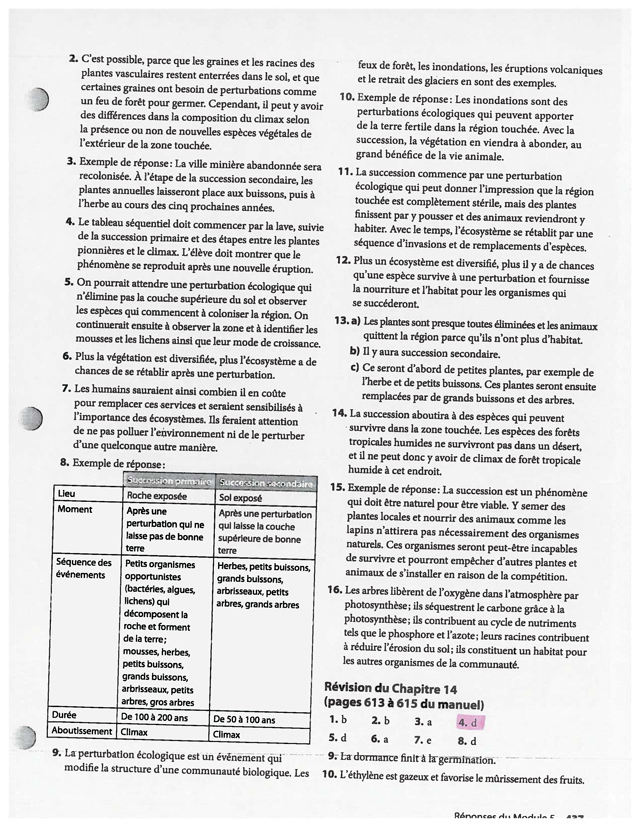 2. C'est possible, parce que les graines et les racines des
plantes vasculaires restent enterrées dans le sol, et que
certaines graines ont besoin de perturbations comme
un feu de forêt pour germer. Cependant, il peut y avoir
des différences dans la composition du climax selon
la présence ou non de nouvelles espèces végétales de
l'extérieur de la zone touchée.
3. Exemple de réponse : La ville minière abandonnée sera
recolonisée. À l'étape de la succession secondaire, les
plantes annuelles laisseront place aux buissons, puis à
l'herbe au cours des cinq prochaines années.
4. Le tableau séquentiel doit commencer par la lave, suivie
de la succession primaire et des étapes entre les plantes
pionnières et le climax. L'élève doit montrer que le
phénomène se reproduit après une nouvelle éruption.
5. On pourrait attendre une perturbation écologique qui
n'élimine pas la couche supérieure du sol et observer
les espèces qui commencent à coloniser la région. On
continuerait ensuite à observer la zone et à identifier les
mousses et les lichens ainsi que leur mode de croissance.
6. Plus la végétation est diversifiée, plus l'écosystème a de
chances de se rétablir après une perturbation.
7. Les humains sauraient ainsi combien il en coûte
pour remplacer ces services et seraient sensibilisés à
l'importance des écosystèmes. Ils feraient attention
de ne pas polluer l'environnement ni de le perturber
d'une quelconque autre manière.
8. Exemple de réponse :
Succession primaire Succession secondaire
Lieu Roche exposée Sol exposé
Moment Après une perturbation qui ne laisse pas de bonne terre Après une perturbation qui laisse la couche supérieure de bonne terre
Séquence des événements Petits organismes opportunistes (bactéries, algues, lichens) qui décomposent la roche et forment de la terre ; mousses, herbes, petits buissons, grands buissons, arbrisseaux, petits arbres, gros arbres Herbes, petits buissons, grands buissons, arbrisseaux, petits arbres, grands arbres
Durée De 100 à 200 ans De 50 à 100 ans
Aboutissement Climax Climax
9. La perturbation écologique est un événement qui
modifie la structure d'une communauté biologique. Les
feux de forêt, les inondations, les éruptions volcaniques
et le retrait des glaciers en sont des exemples.
10. Exemple de réponse : Les inondations sont des
perturbations écologiques qui peuvent apporter
de la terre fertile dans la région touchée. Avec la
succession, la végétation en viendra à abonder, au
grand bénéfice de la vie animale.
11. La succession commence par une perturbation
écologique qui peut donner l'impression que la région
touchée est complètement stérile, mais des plantes
finissent par y pousser et des animaux reviendront y
habiter. Avec le temps, l'écosystème se rétablit par une
séquence d'invasions et de remplacements d'espèces.
12. Plus un écosystème est diversifié, plus il y a de chances
qu'une espèce survive à une perturbation et fournisse
la nourriture et l'habitat pour les organismes qui
se succéderont.
13. a) Les plantes sont presque toutes éliminées et les animaux
quittent la région parce qu'ils n'ont plus d'habitat.
b) Il y aura succession secondaire.
c) Ce seront d'abord de petites plantes, par exemple de
l'herbe et de petits buissons. Ces plantes seront ensuite
remplacées par de grands buissons et des arbres.
14. La succession aboutira à des espèces qui peuvent
survivre dans la zone touchée. Les espèces des forêts
tropicales humides ne survivront pas dans un désert,
et il ne peut donc y avoir de climax de forêt tropicale
humide à cet endroit.
15. Exemple de réponse : La succession est un phénomène
qui doit être naturel pour être viable. Y semer des
plantes locales et nourrir des animaux comme les
lapins n'attirera pas nécessairement des organismes
naturels. Ces organismes seront peut-être incapables
de survivre et pourront empêcher d'autres plantes et
animaux de s'installer en raison de la compétition.
16. Les arbres libèrent de l'oxygène dans l'atmosphère par
photosynthèse ; ils séquestrent le carbone grâce à la
photosynthèse ; ils contribuent au cycle de nutriments
tels que le phosphore et l'azote ; leurs racines contribuent
à réduire l'érosion du sol ; ils constituent un habitat pour
les autres organismes de la communauté.
Révision du Chapitre 14
(pages 613 à 615 du manuel)
1. b 2. b 3. a 4. d
5. d 6. a 7. e 8. d
9. La dormance finit à la germination.
10. L'éthylène est gazeux et favorise le mûrissement des fruits.
Réponses du Module 5